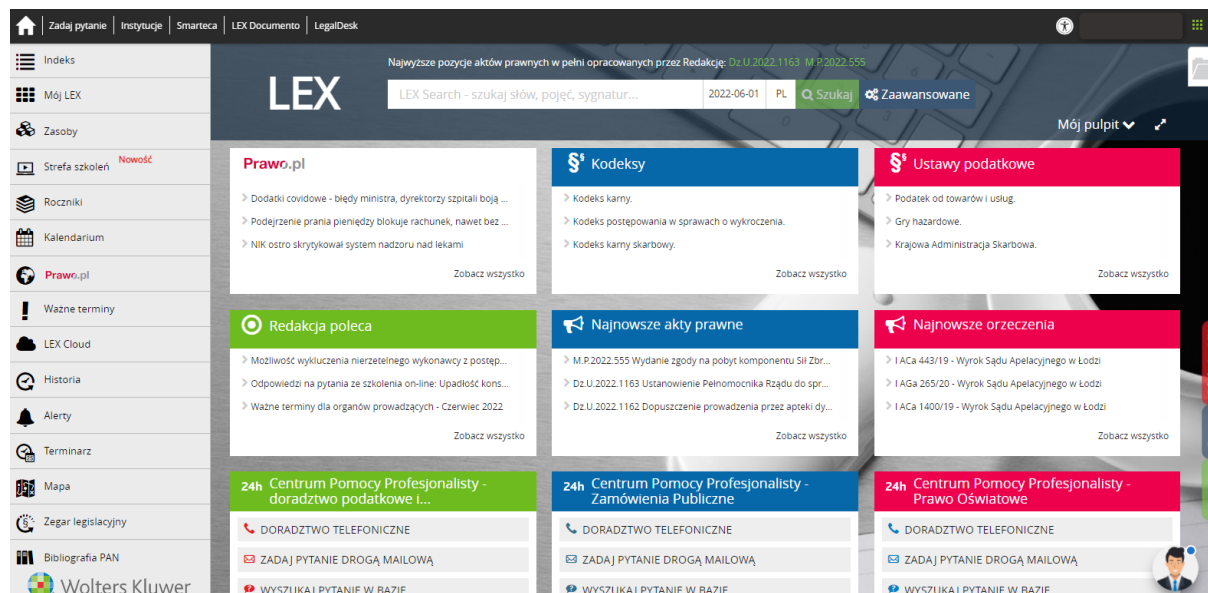 Zadaj pytanie Instytucje Smarteca LEX Documento LegalDesk
Indeks
Mój LEX
Zasoby
Strefa szkoleń Nowość
Roczniki
Kalendarium
Prawo.pl
Ważne terminy
LEX Cloud
Historia
Alerty
Terminarz
Mapa
Zegar legislacyjny
Bibliografia PAN
Wolters Kluwer
Najwyższe pozycje aktów prawnych w pełni opracowanych przez Redakcję: Dz.U.2022.1163 M.P.2022.555
LEX
LEX Search - szukaj słów, pojęć, sygnatur... 2022-06-01 PL Szukaj Zaawansowane
Mój pulpit
Prawo.pl
Dodatki covidowe - błędy ministra, dyrektorzy szpitali boją ...
Podejrzenie prania pieniędzy blokuje rachunek, nawet bez ...
NIK ostro skrytykował system nadzoru nad lekami
Zobacz wszystko
§ Kodeksy
Kodeks karny.
Kodeks postępowania w sprawach o wykroczenia.
Kodeks karny skarbowy.
Zobacz wszystko
§ Ustawy podatkowe
Podatek od towarów i usług.
Gry hazardowe.
Krajowa Administracja Skarbowa.
Zobacz wszystko
Redakcja poleca
Możliwość wykluczenia nierzetelnego wykonawcy z postęp...
Odpowiedzi na pytania ze szkolenia on-line: Upadłość kons...
Ważne terminy dla organów prowadzących - Czerwiec 2022
Zobacz wszystko
Najnowsze akty prawne
M.P.2022.555 Wydanie zgody na pobyt komponentu Sił Zbr...
Dz.U.2022.1163 Ustanowienie Pełnomocnika Rządu do spr...
Dz.U.2022.1162 Dopuszczenie prowadzenia przez apteki dy...
Zobacz wszystko
Najnowsze orzeczenia
I ACa 443/19 - Wyrok Sądu Apelacyjnego w Łodzi
I AGa 265/20 - Wyrok Sądu Apelacyjnego w Łodzi
I ACa 1400/19 - Wyrok Sądu Apelacyjnego w Łodzi
Zobacz wszystko
24h Centrum Pomocy Profesjonalisty -
doradztwo podatkowe i...
DORADZTWO TELEFONICZNE
ZADAJ PYTANIE DROGĄ MAILOWĄ
WYSZUKAJ PYTANIE W BAZIE
24h Centrum Pomocy Profesjonalisty -
Zamówienia Publiczne
DORADZTWO TELEFONICZNE
ZADAJ PYTANIE DROGĄ MAILOWĄ
WYSZUKAJ PYTANIE W BAZIE
24h Centrum Pomocy Profesjonalisty -
Prawo Oświatowe
DORADZTWO TELEFONICZNE
ZADAJ PYTANIE DROGĄ MAILOWĄ
WYSZUKAJ PYTANIE W BAZIE